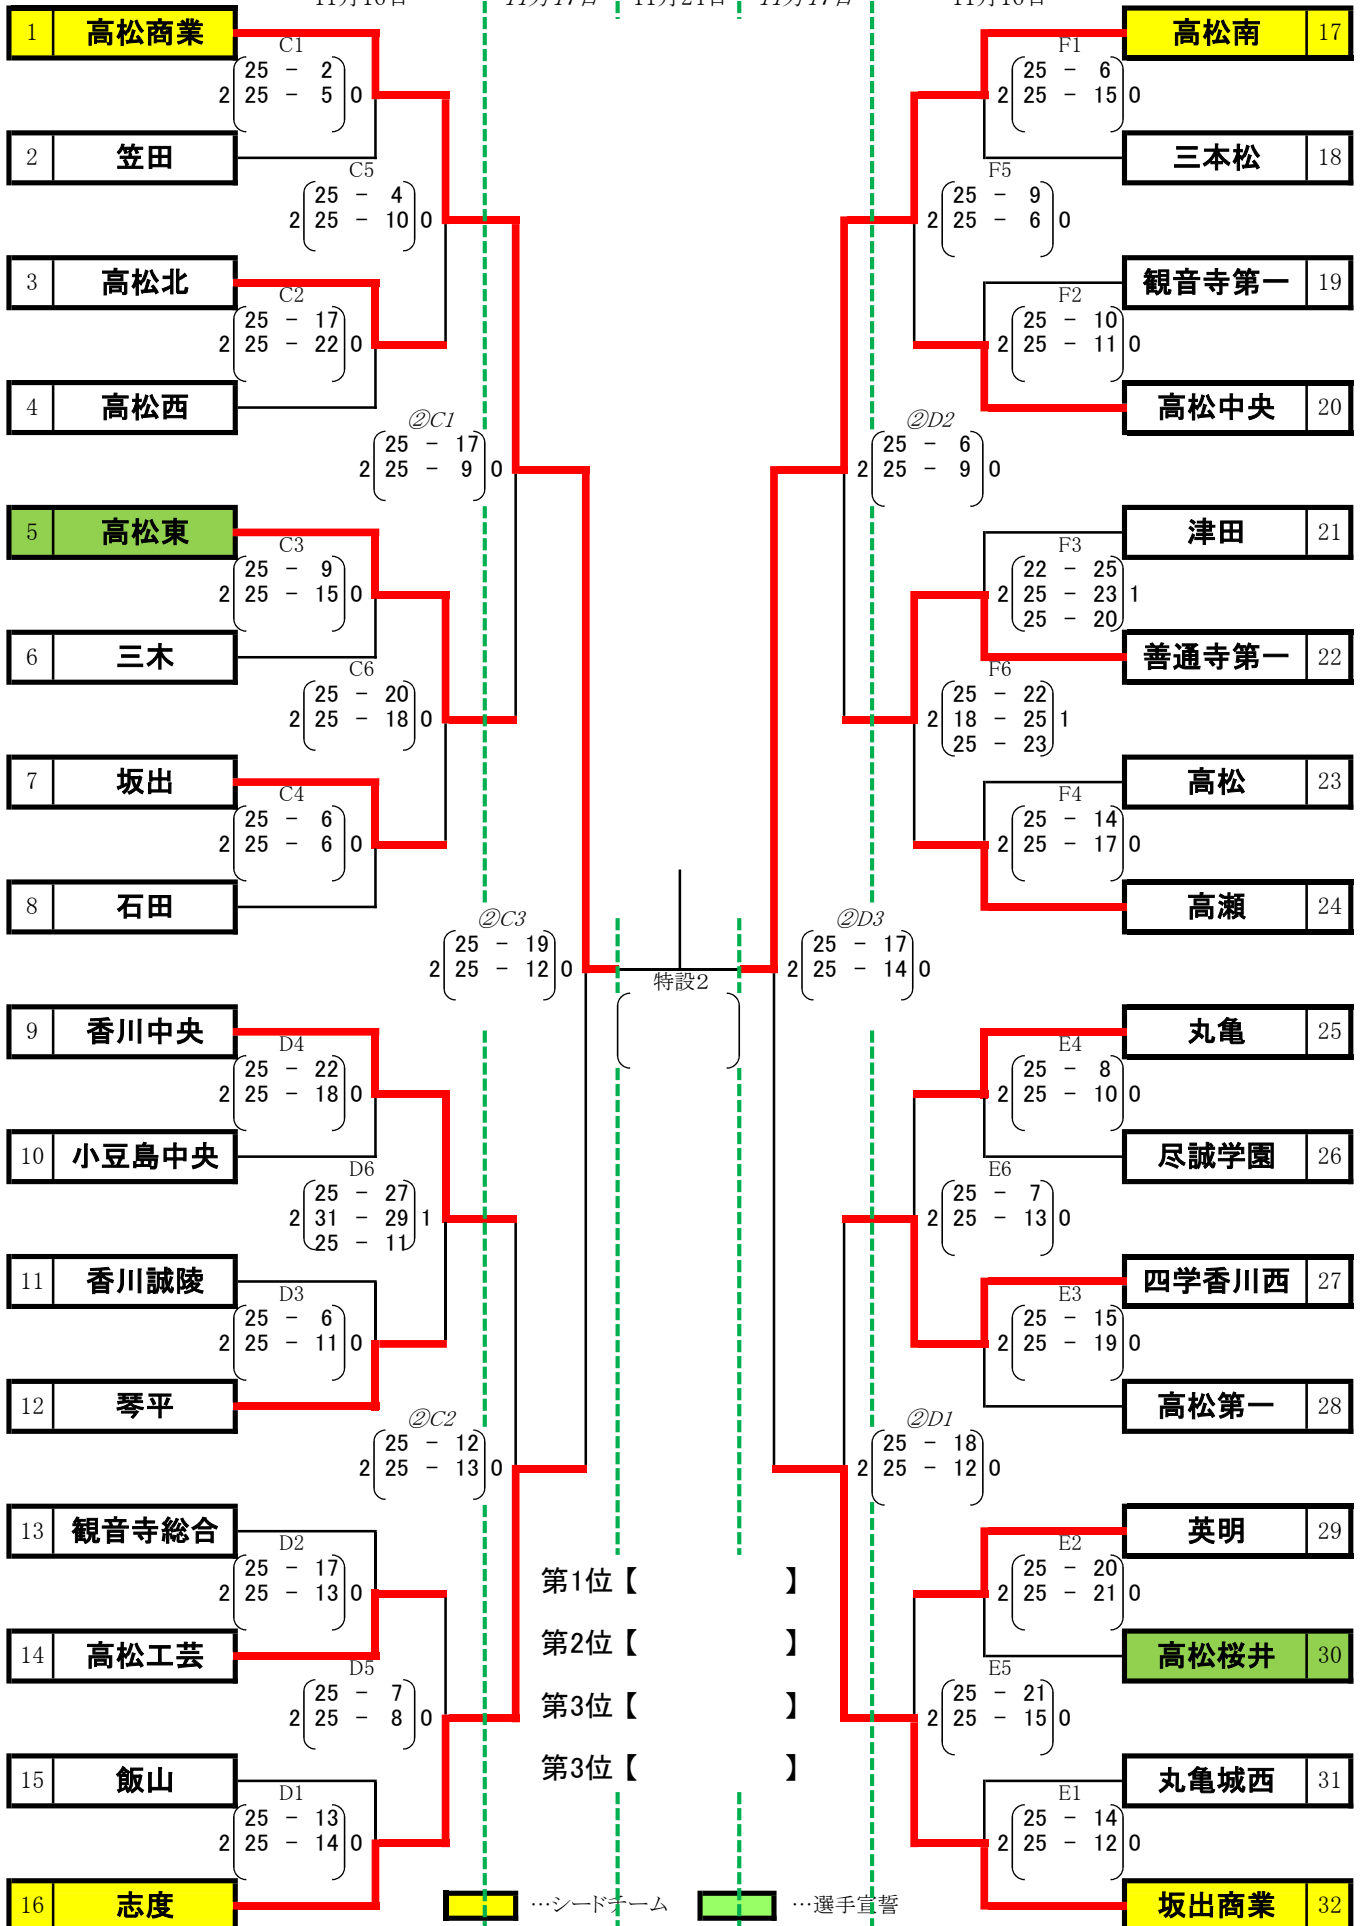 1 高松商業
C1
25 - 2
2 25 - 5 0
2 笠田
C5
25 - 4
2 25 - 10 0
3 高松北
C2
25 - 17
2 25 - 22 0
4 高松西
②C1
25 - 17
2 25 - 9 0
5 高松東
C3
25 - 9
2 25 - 15 0
6 三木
C6
25 - 20
2 25 - 18 0
7 坂出
C4
25 - 6
2 25 - 6 0
8 石田
②C3
25 - 19
2 25 - 12 0
9 香川中央
D4
25 - 22
2 25 - 18 0
10 小豆島中央
D6
25 - 27
2 31 - 29 1
25 - 11
11 香川誠陵
D3
25 - 6
2 25 - 11 0
12 琴平
②C2
25 - 12
2 25 - 13 0
13 観音寺総合
D2
25 - 17
2 25 - 13 0
14 高松工芸
D5
25 - 7
2 25 - 8 0
15 飯山
D1
25 - 13
2 25 - 14 0
16 志度
特設2
第1位【 】
第2位【 】
第3位【 】
第3位【 】
…シードチーム
…選手宣誓
高松南 17
F1
25 - 6
2 25 - 15 0
三本松 18
F5
25 - 9
2 25 - 6 0
観音寺第一 19
F2
25 - 10
2 25 - 11 0
高松中央 20
②D2
25 - 6
2 25 - 9 0
津田 21
F3
22 - 25
2 25 - 23 1
25 - 20
善通寺第一 22
F6
25 - 22
2 18 - 25 1
25 - 23
高松 23
F4
25 - 14
2 25 - 17 0
高瀬 24
②D3
25 - 17
2 25 - 14 0
丸亀 25
E4
25 - 8
2 25 - 10 0
尽誠学園 26
E6
25 - 7
2 25 - 13 0
四学香川西 27
E3
25 - 15
2 25 - 19 0
高松第一 28
②D1
25 - 18
2 25 - 12 0
英明 29
E2
25 - 20
2 25 - 21 0
高松桜井 30
E5
25 - 21
2 25 - 15 0
丸亀城西 31
E1
25 - 14
2 25 - 12 0
坂出商業 32